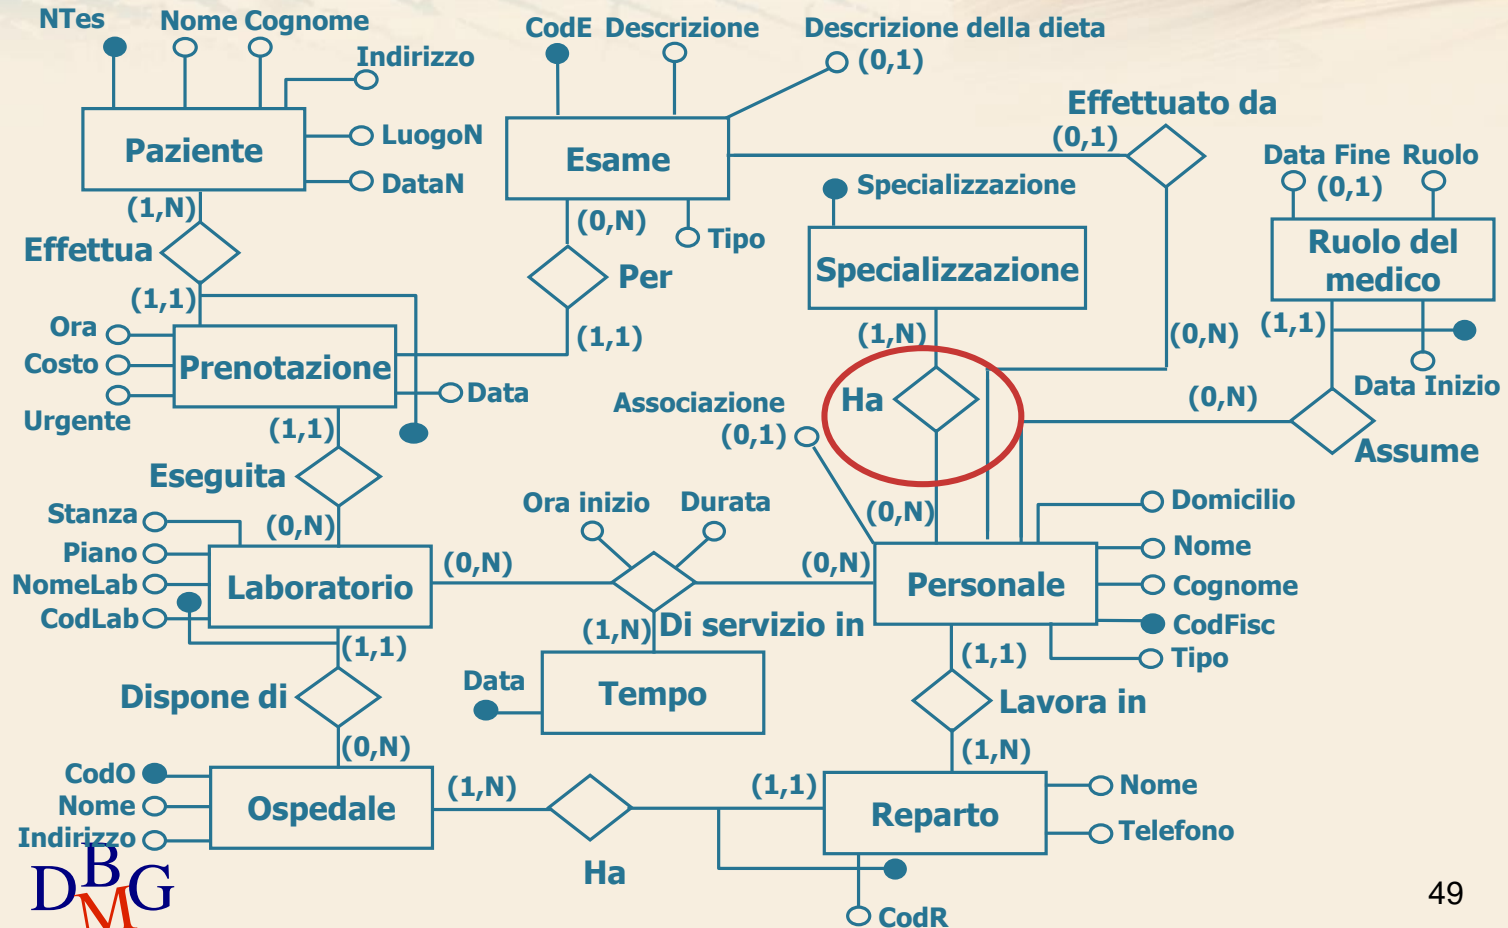 NTes
Nome Cognome
Indirizzo
Paziente
LuogoN
DataN
(1,N)
Effettua
(1,1)
Ora
Costo
Urgente
Prenotazione
Data
(1,1)
Eseguita
(0,N)
CodE Descrizione
Descrizione della dieta
(0,1)
Esame
(0,N)
Tipo
Per
(1,1)
Effettuato da
(0,1)
(0,N)
Specializzazione
Specializzazione
(1,N)
Ha
(0,N)
Data Fine Ruolo
(0,1)
Ruolo del
medico
(1,1)
Data Inizio
(0,N)
Assume
Associazione
(0,1)
Stanza
Piano
NomeLab
CodLab
Laboratorio
(0,N)
Ora inizio Durata
(0,N)
Di servizio in
(1,N)
Data
Tempo
Personale
Domicilio
Nome
Cognome
CodFisc
Tipo
(1,1)
Dispone di
(0,N)
(1,1)
Lavora in
(1,N)
CodO
Nome
Indirizzo
Ospedale
(1,N)
Ha
(1,1)
Reparto
Nome
Telefono
CodR
DBMG
49